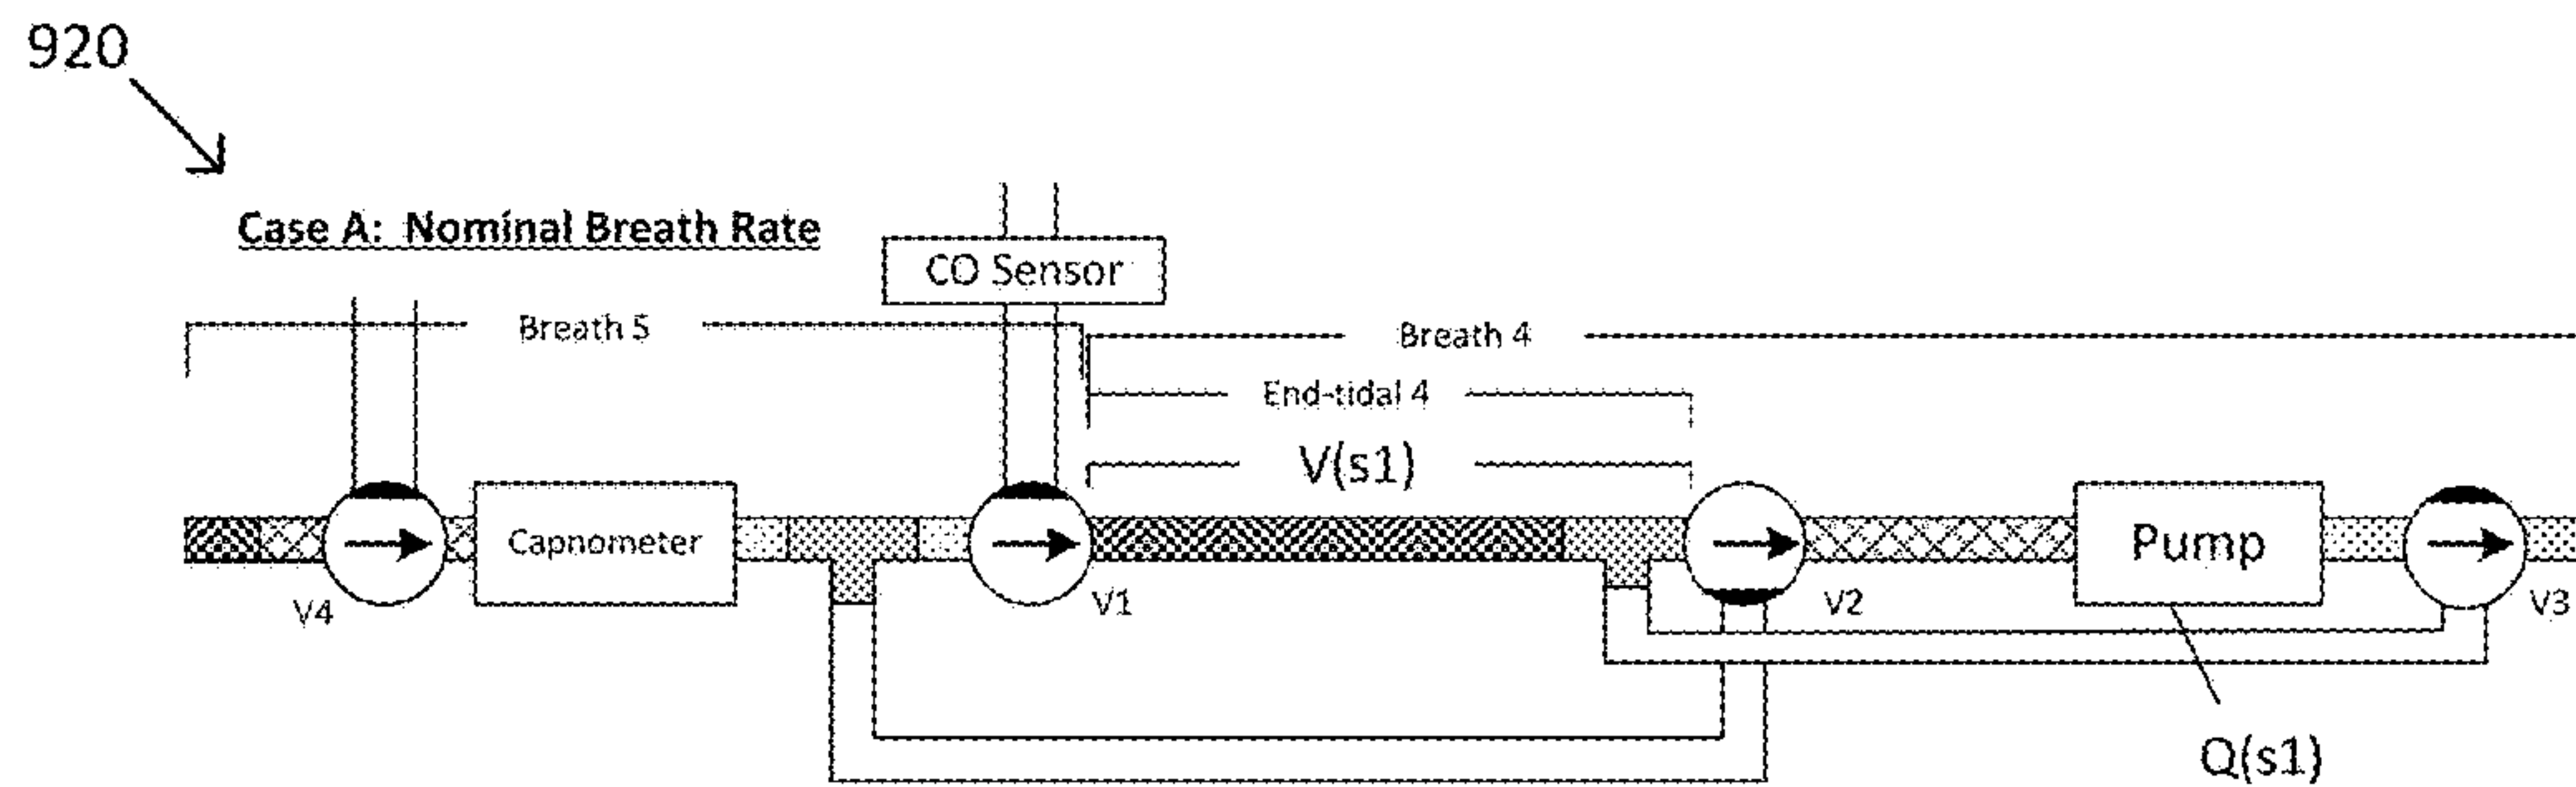 920
Case A: Nominal Breath Rate
CO Sensor
Breath 5
Breath 4
End-tidal 4
V(s1)
Capnometer
Pump
V4
V1
V2
V3
Q(s1)